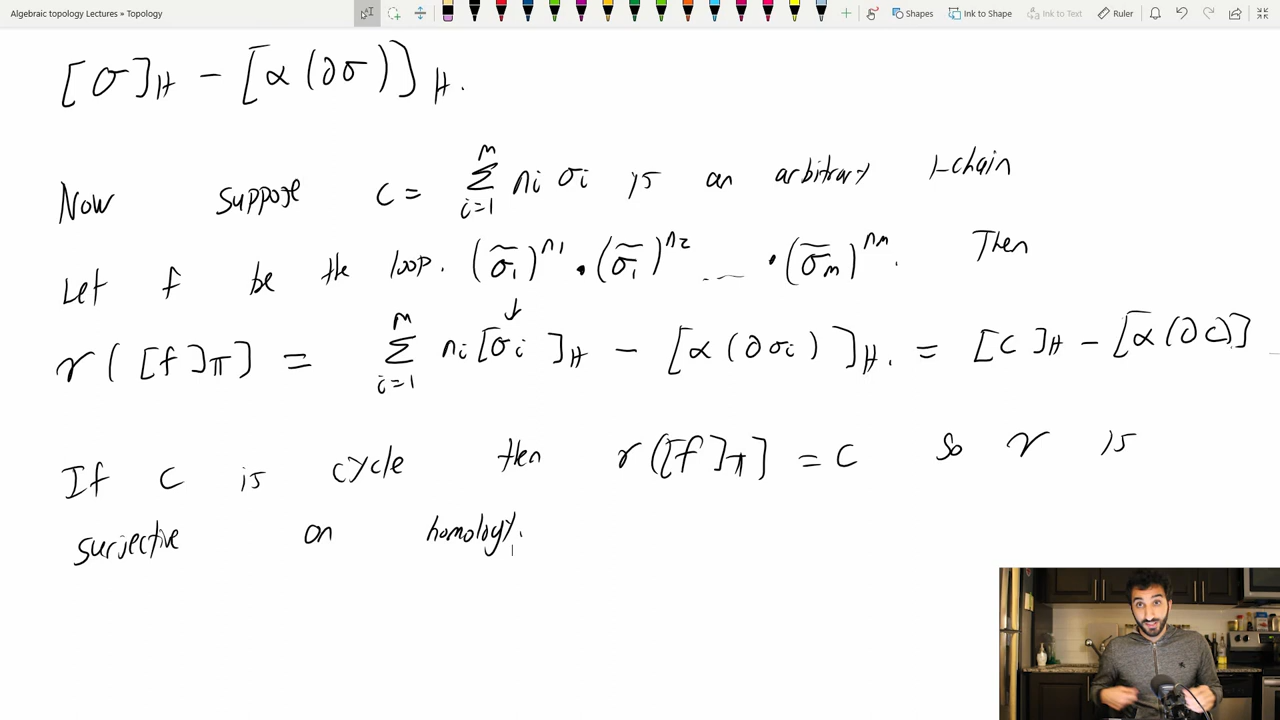 Algebraic topology Lectures » Topology
Shapes Ink to Shape Ink to Text Ruler
[σ]_H − [α(∂σ)]_H.
Now suppose c = Σ_{i=1}^{m} n_i σ_i is an arbitrary 1-chain
Let f be the loop. (σ̃_1)^{n_1} · (σ̃_1)^{n_2} .... · (σ̃_m)^{n_m}. Then
γ([f]_π] = Σ_{i=1}^{m} n_i [σ_i]_H − [α(∂σ_i)]_H. = [c]_H − [α(∂c)]
If c is cycle then γ([f]_π] = c so γ is
surjective on homology.